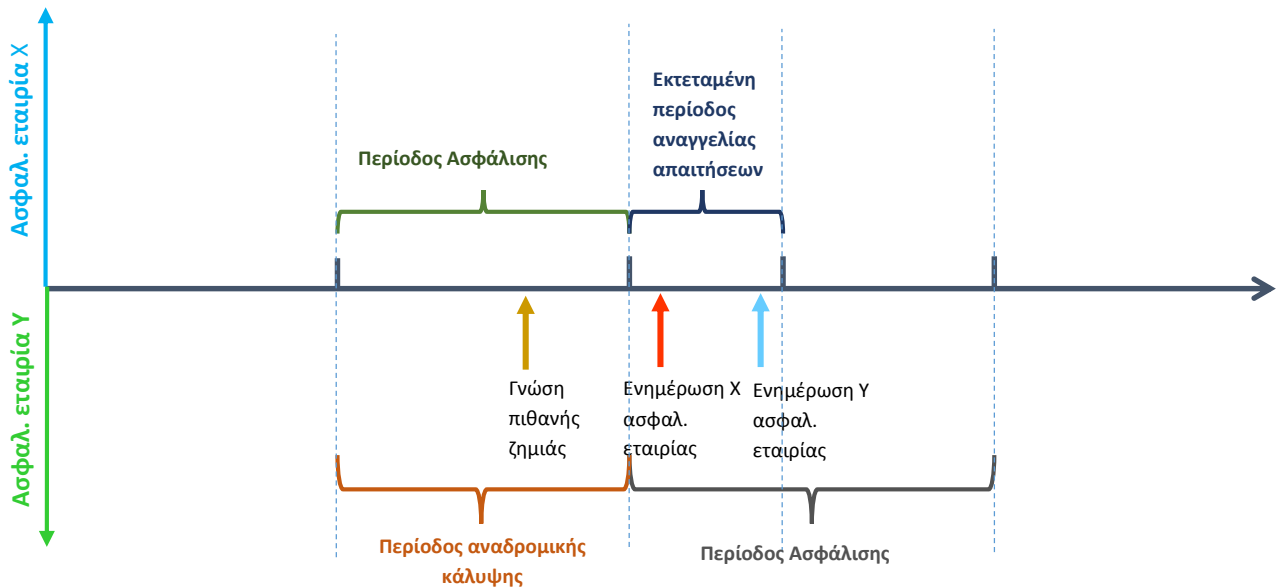 Ασφαλ. εταιρία X
Ασφαλ. εταιρία Y
Περίοδος Ασφάλισης
Εκτεταμένη
περίοδος
αναγγελίας
απαιτήσεων
Γνώση
πιθανής
ζημιάς
Ενημέρωση X
ασφαλ.
εταιρίας
Ενημέρωση Y
ασφαλ.
εταιρίας
Περίοδος αναδρομικής
κάλυψης
Περίοδος Ασφάλισης